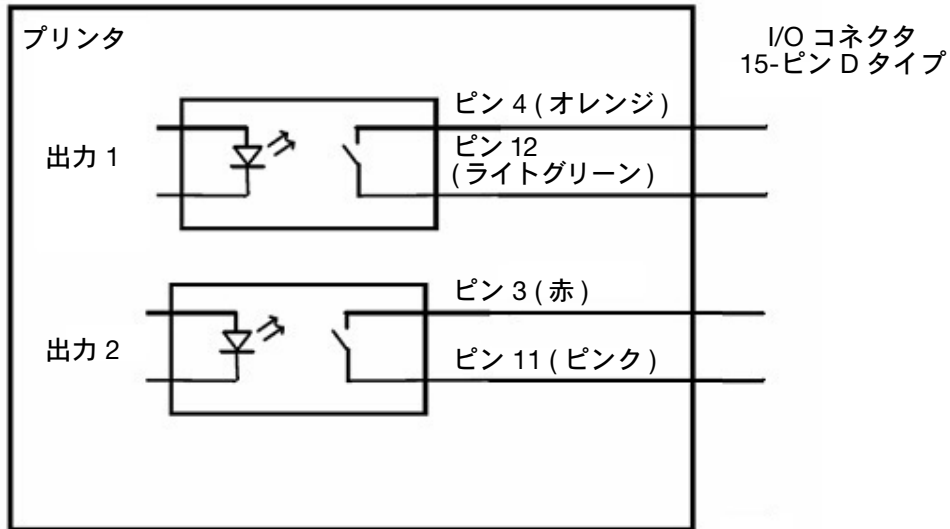 プリンタ
I/O コネクタ
15-ピン D タイプ
ピン 4 ( オレンジ )
出力 1
ピン 12
( ライトグリーン )
ピン 3 ( 赤 )
出力 2
ピン 11 ( ピンク )